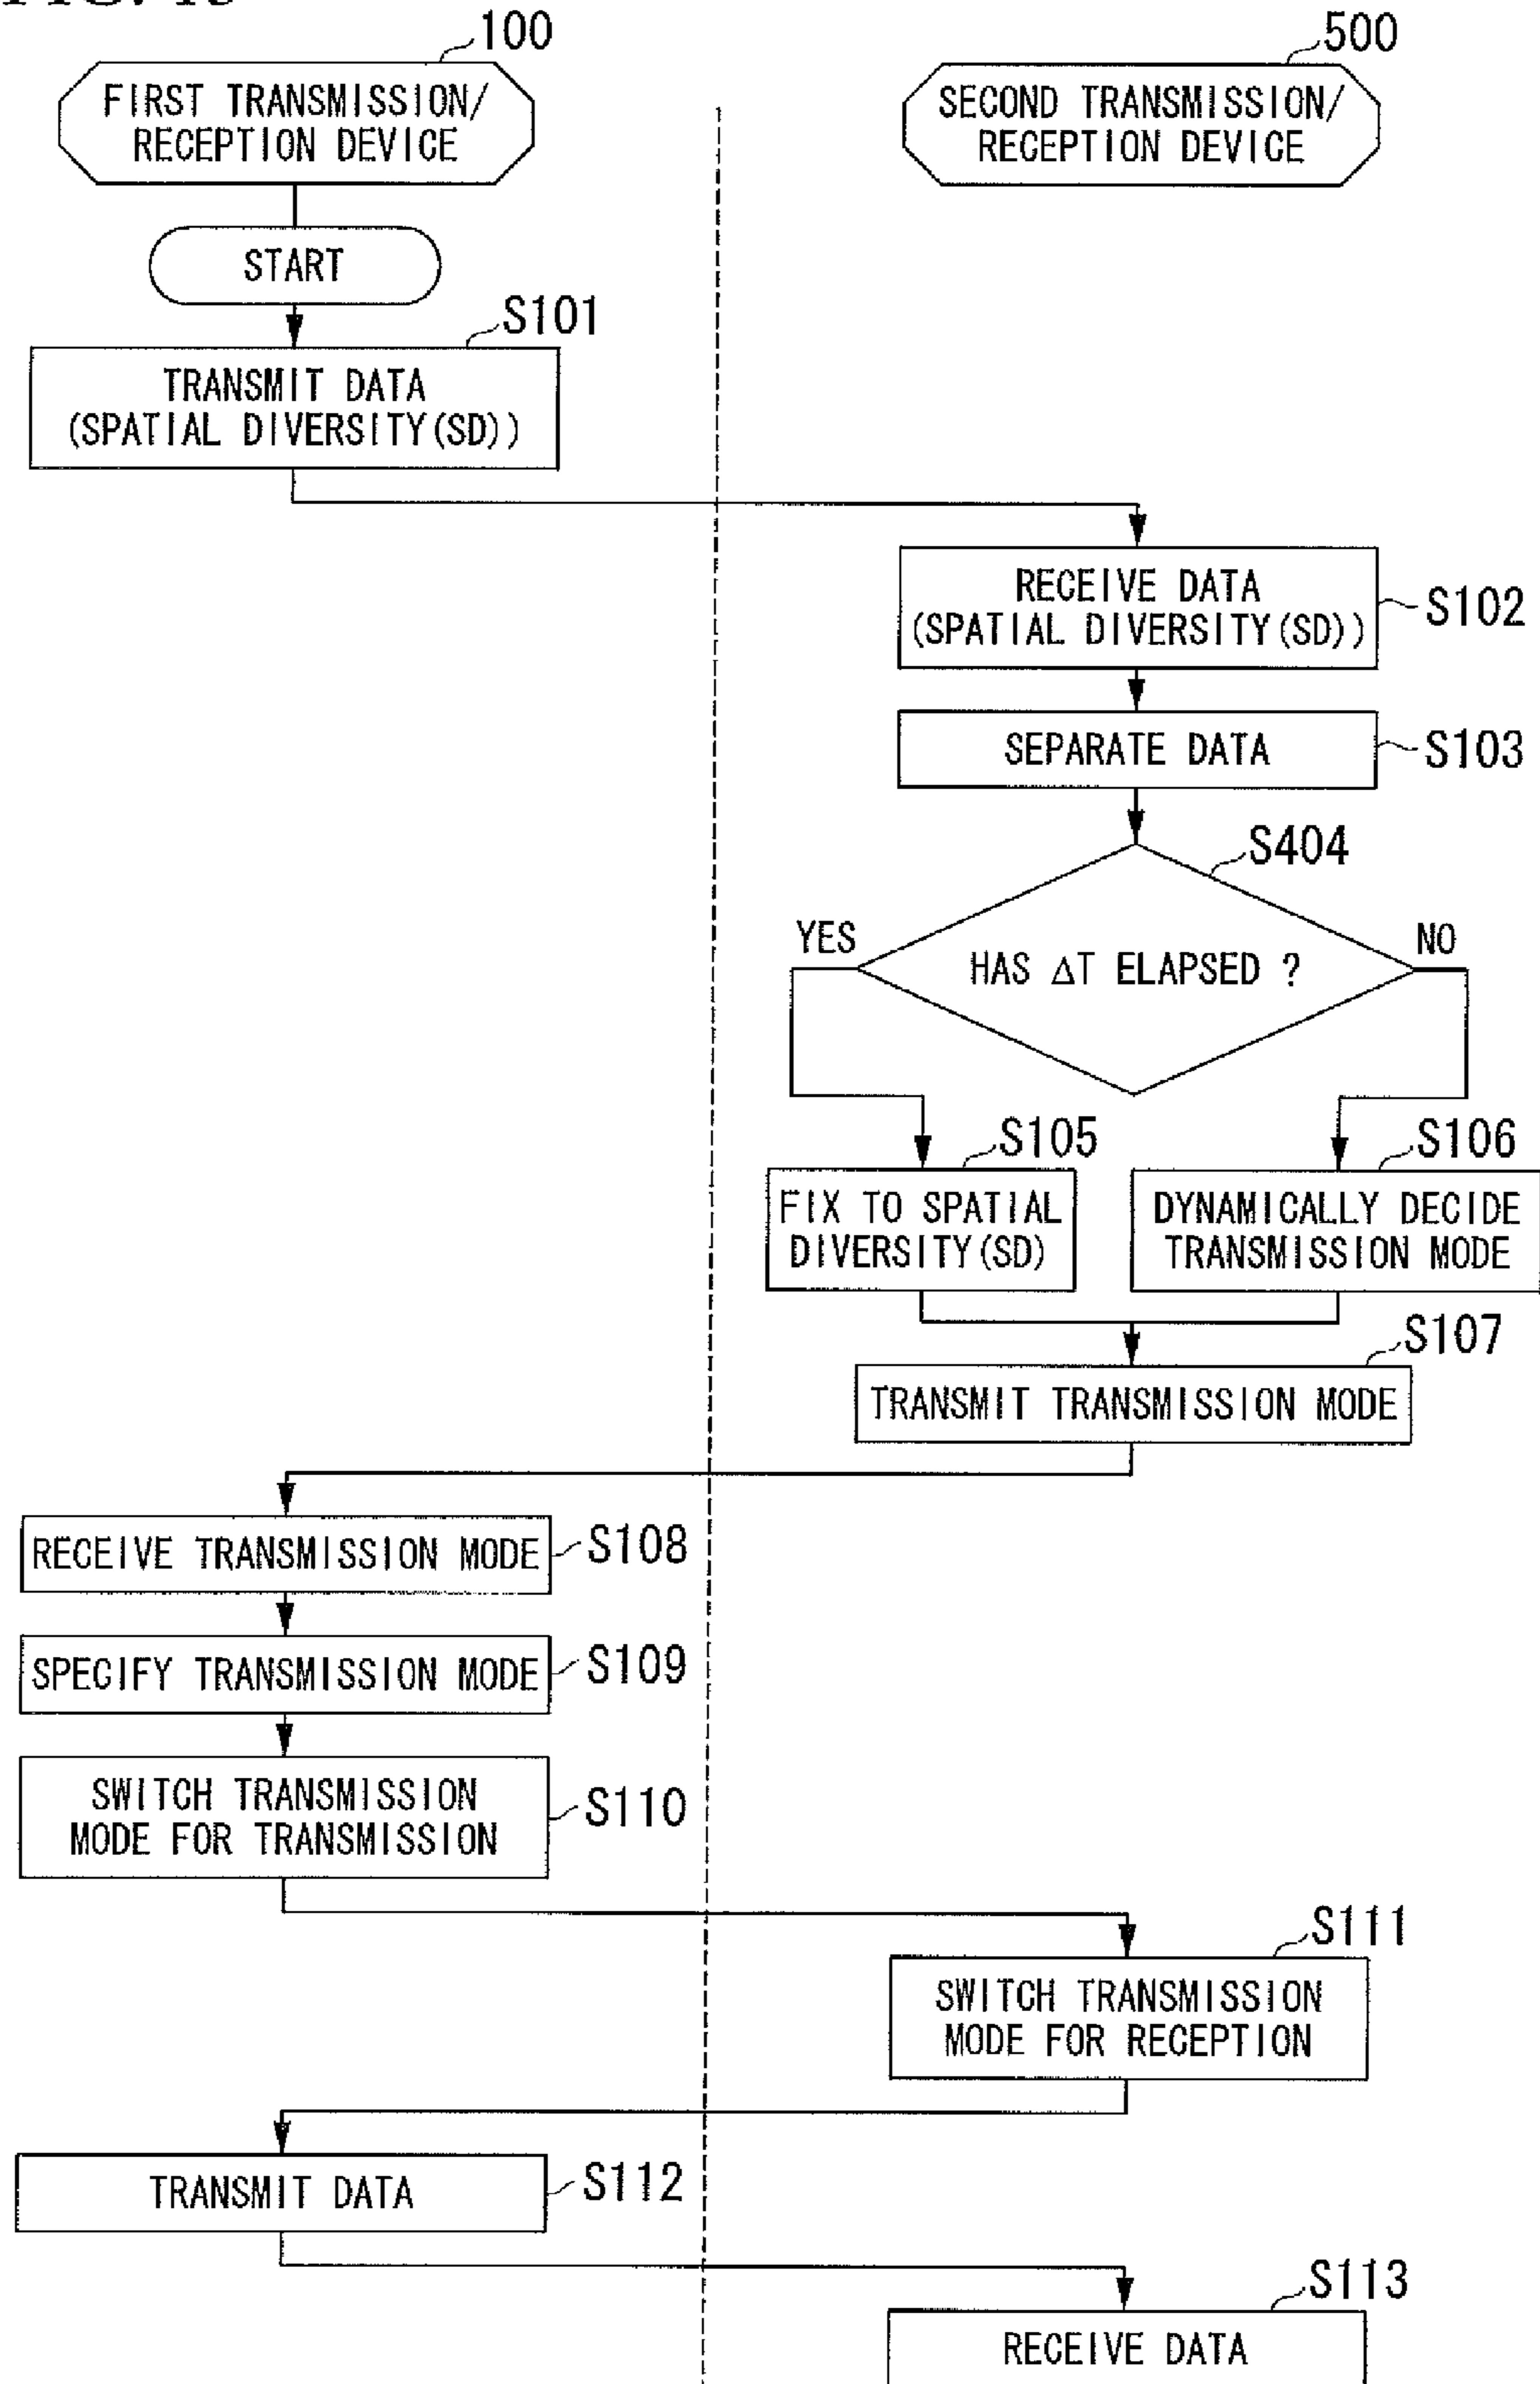 100
FIRST TRANSMISSION/
RECEPTION DEVICE
500
SECOND TRANSMISSION/
RECEPTION DEVICE
START
S101
TRANSMIT DATA
(SPATIAL DIVERSITY(SD))
RECEIVE DATA
(SPATIAL DIVERSITY(SD))
S102
SEPARATE DATA
S103
S404
YES
HAS ΔT ELAPSED ?
NO
S105
FIX TO SPATIAL
DIVERSITY(SD)
S106
DYNAMICALLY DECIDE
TRANSMISSION MODE
S107
TRANSMIT TRANSMISSION MODE
RECEIVE TRANSMISSION MODE
S108
SPECIFY TRANSMISSION MODE
S109
SWITCH TRANSMISSION
MODE FOR TRANSMISSION
S110
S111
SWITCH TRANSMISSION
MODE FOR RECEPTION
TRANSMIT DATA
S112
S113
RECEIVE DATA